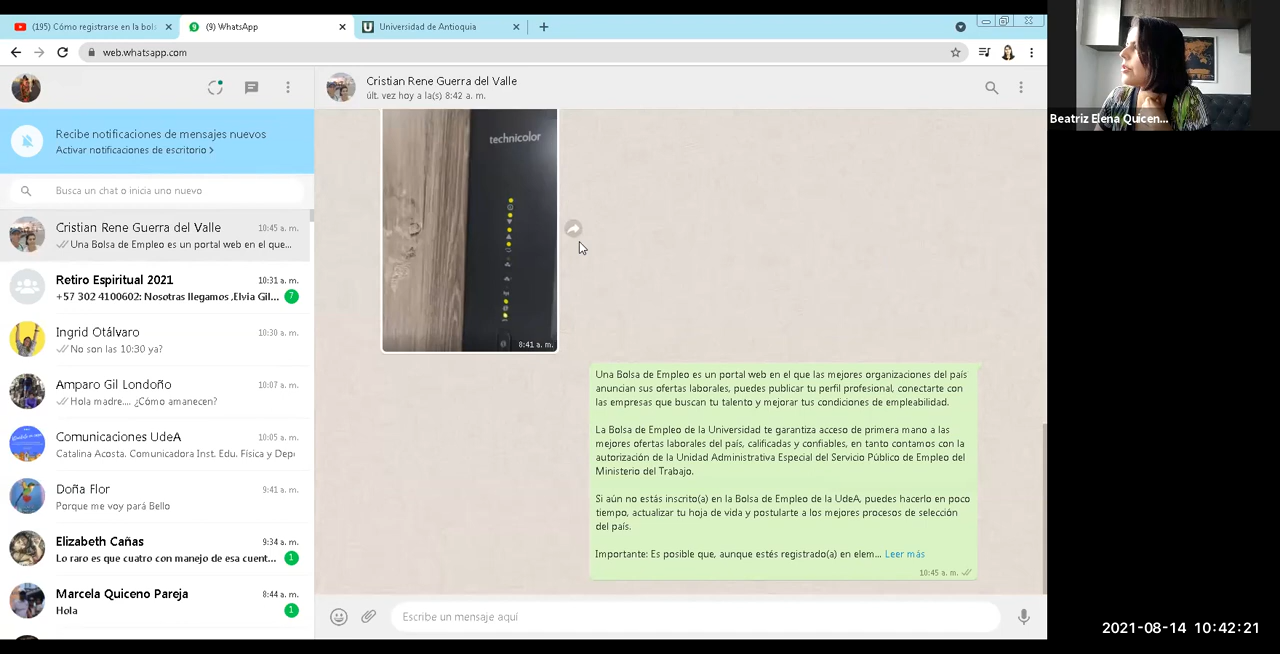 (195) Cómo registrarse en la bol
(9) WhatsApp
Universidad de Antioquia
web.whatsapp.com
Cristian Rene Guerra del Valle
últ. vez hoy a la(s) 8:42 a. m.
Recibe notificaciones de mensajes nuevos
Activar notificaciones de escritorio >
Busca un chat o inicia uno nuevo
Cristian Rene Guerra del Valle 10:45 a. m.
Una Bolsa de Empleo es un portal web en el que...
Retiro Espiritual 2021 10:31 a. m.
+57 302 4100602: Nosotras llegamos ,Elvia Gil... 7
Ingrid Otálvaro 10:30 a. m.
No son las 10:30 ya?
Amparo Gil Londoño 10:07 a. m.
Hola madre.... ¿Cómo amanecen?
Comunicaciones UdeA 10:05 a. m.
Catalina Acosta. Comunicadora Inst. Edu. Física y Depo
Doña Flor 9:41 a. m.
Porque me voy pará Bello
Elizabeth Cañas 9:34 a. m.
Lo raro es que cuatro con manejo de esa cuent... 1
Marcela Quiceno Pareja 8:44 a. m.
Hola 1
technicolor
8:41 a. m.
Una Bolsa de Empleo es un portal web en el que las mejores organizaciones del país
anuncian sus ofertas laborales, puedes publicar tu perfil profesional, conectarte con
las empresas que buscan tu talento y mejorar tus condiciones de empleabilidad.
La Bolsa de Empleo de la Universidad te garantiza acceso de primera mano a las
mejores ofertas laborales del país, calificadas y confiables, en tanto contamos con la
autorización de la Unidad Administrativa Especial del Servicio Público de Empleo del
Ministerio del Trabajo.
Si aún no estás inscrito(a) en la Bolsa de Empleo de la UdeA, puedes hacerlo en poco
tiempo, actualizar tu hoja de vida y postularte a los mejores procesos de selección
del país.
Importante: Es posible que, aunque estés registrado(a) en elem... Leer más
10:45 a. m.
Escribe un mensaje aquí
Beatriz Elena Quicen...
2021-08-14 10:42:21